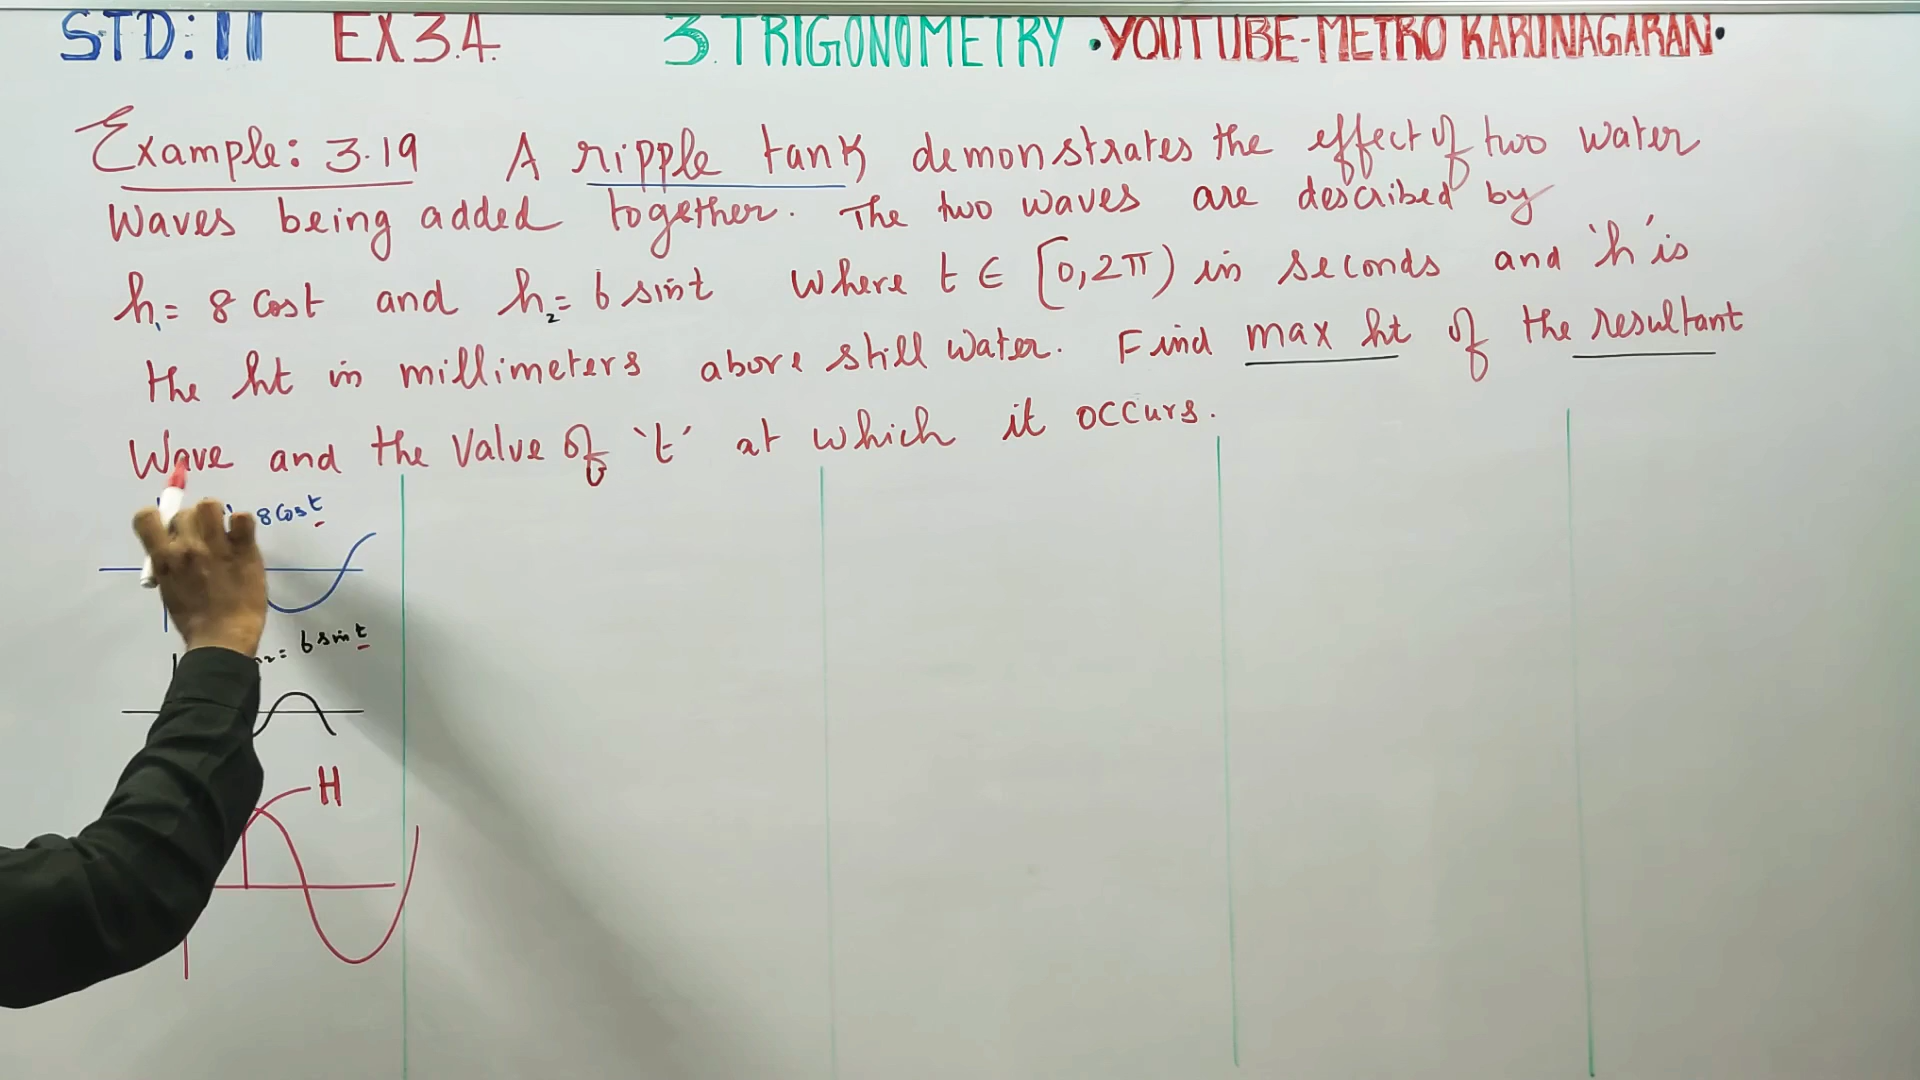 STD: 11 EX 3.4 3. TRIGONOMETRY • YOUTUBE-METRO KARUNAGARAN •
Example: 3.19 A ripple tank demonstrates the effect of two water
waves being added together. The two waves are described by
h₁= 8 cost and h₂= 6 sint where t ∈ [0,2π) in seconds and 'h' is
the ht in millimeters above still water. Find max ht of the resultant
Wave and the value of 't' at which it occurs.
8 cost
h₂= 6 sint
H